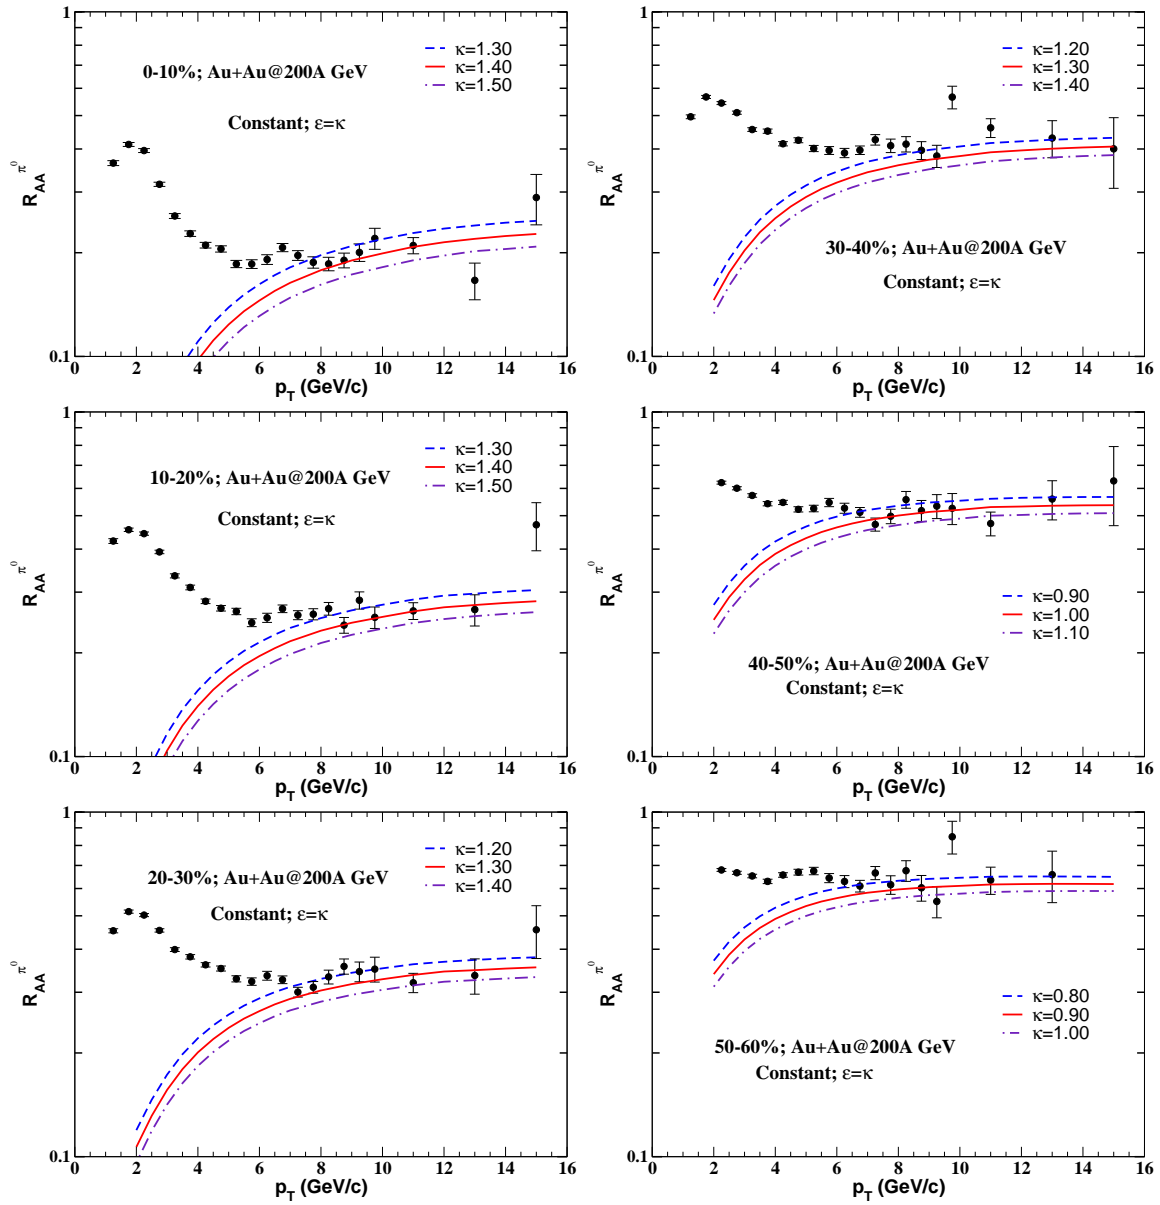 1
κ=1.30
0-10%; Au+Au@200A GeV
κ=1.40
κ=1.50
Constant; ε=κ
R_AA^π^0
0.1
0 2 4 6 8 10 12 14 16
p_T (GeV/c)
κ=1.20
κ=1.30
κ=1.40
R_AA^π^0
30-40%; Au+Au@200A GeV
Constant; ε=κ
0.1
0 2 4 6 8 10 12 14 16
p_T (GeV/c)
1
κ=1.30
10-20%; Au+Au@200A GeV
κ=1.40
κ=1.50
Constant; ε=κ
R_AA^π^0
0.1
0 2 4 6 8 10 12 14 16
p_T (GeV/c)
1
R_AA^π^0
κ=0.90
κ=1.00
κ=1.10
40-50%; Au+Au@200A GeV
Constant; ε=κ
0.1
0 2 4 6 8 10 12 14 16
p_T (GeV/c)
1
κ=1.20
20-30%; Au+Au@200A GeV
κ=1.30
κ=1.40
Constant; ε=κ
R_AA^π^0
0.1
0 2 4 6 8 10 12 14 16
p_T (GeV/c)
1
R_AA^π^0
κ=0.80
κ=0.90
κ=1.00
50-60%; Au+Au@200A GeV
Constant; ε=κ
0.1
0 2 4 6 8 10 12 14 16
p_T (GeV/c)